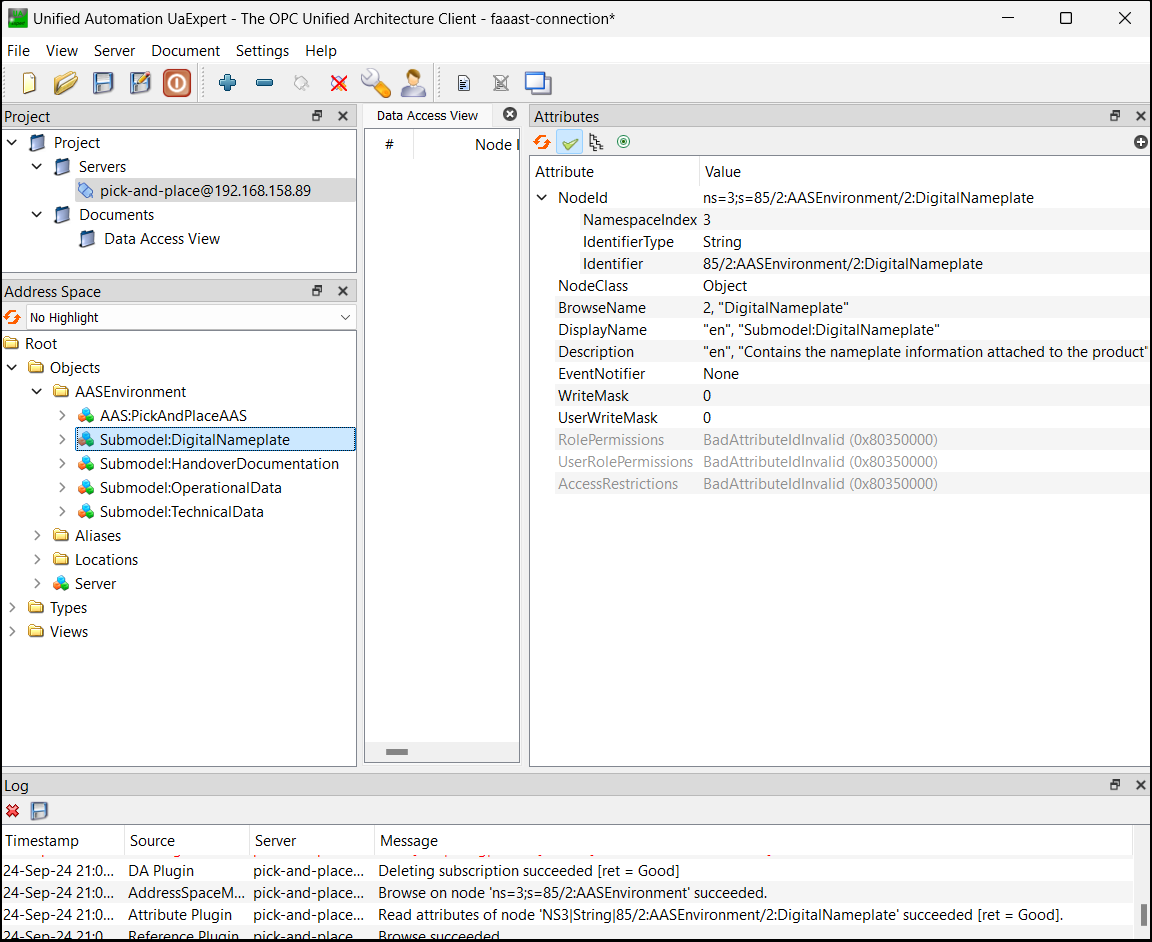 Unified Automation UaExpert - The OPC Unified Architecture Client - faaast-connection*
File View Server Document Settings Help
Project
Project
Servers
pick-and-place@192.168.158.89
Documents
Data Access View
Address Space
No Highlight
Root
Objects
AASEnvironment
AAS:PickAndPlaceAAS
Submodel:DigitalNameplate
Submodel:HandoverDocumentation
Submodel:OperationalData
Submodel:TechnicalData
Aliases
Locations
Server
Types
Views
Data Access View
# Node
Attributes
Attribute Value
NodeId ns=3;s=85/2:AASEnvironment/2:DigitalNameplate
NamespaceIndex 3
IdentifierType String
Identifier 85/2:AASEnvironment/2:DigitalNameplate
NodeClass Object
BrowseName 2, "DigitalNameplate"
DisplayName "en", "Submodel:DigitalNameplate"
Description "en", "Contains the nameplate information attached to the product"
EventNotifier None
WriteMask 0
UserWriteMask 0
RolePermissions BadAttributeIdInvalid (0x80350000)
UserRolePermissions BadAttributeIdInvalid (0x80350000)
AccessRestrictions BadAttributeIdInvalid (0x80350000)
Log
Timestamp Source Server Message
24-Sep-24 21:0... DA Plugin pick-and-place... Deleting subscription succeeded [ret = Good]
24-Sep-24 21:0... AddressSpaceM... pick-and-place... Browse on node 'ns=3;s=85/2:AASEnvironment' succeeded.
24-Sep-24 21:0... Attribute Plugin pick-and-place... Read attributes of node 'NS3|String|85/2:AASEnvironment/2:DigitalNameplate' succeeded [ret = Good].
24-Sep-24 21:0... Reference Plugin pick-and-place... Browse succeeded